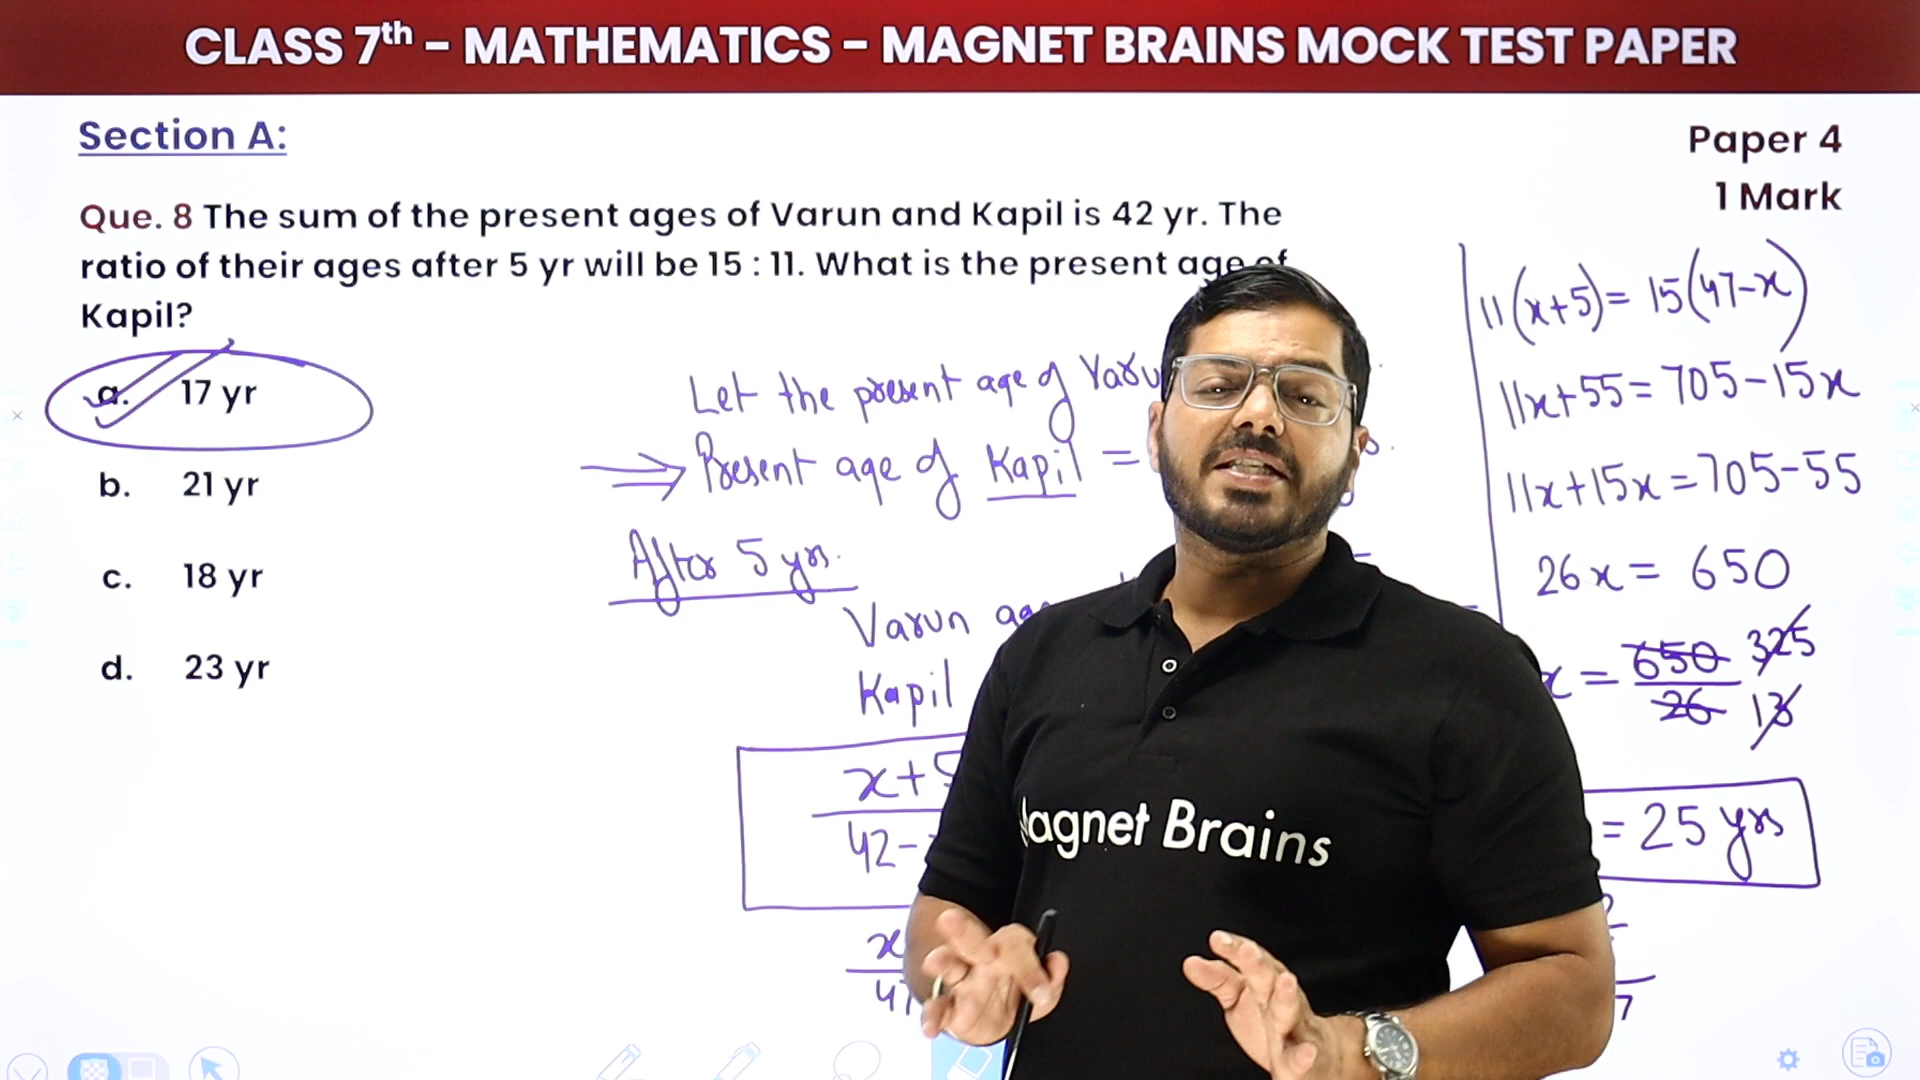 CLASS 7th – MATHEMATICS – MAGNET BRAINS MOCK TEST PAPER
Section A:
Paper 4
1 Mark
Que. 8 The sum of the present ages of Varun and Kapil is 42 yr. The
ratio of their ages after 5 yr will be 15 : 11. What is the present age of
Kapil?
a. 17 yr
b. 21 yr
c. 18 yr
d. 23 yr
Let the present age of Varu
⇒ Present age of Kapil =
After 5 yrs.
Varun ag
Kapil
x+5
42-
x
47
11(x+5)= 15(47-x)
11x+55=705-15x
11x+15x=705-55
26x= 650
x = 650 325
26 13
= 25 yrs
7
agnet Brains